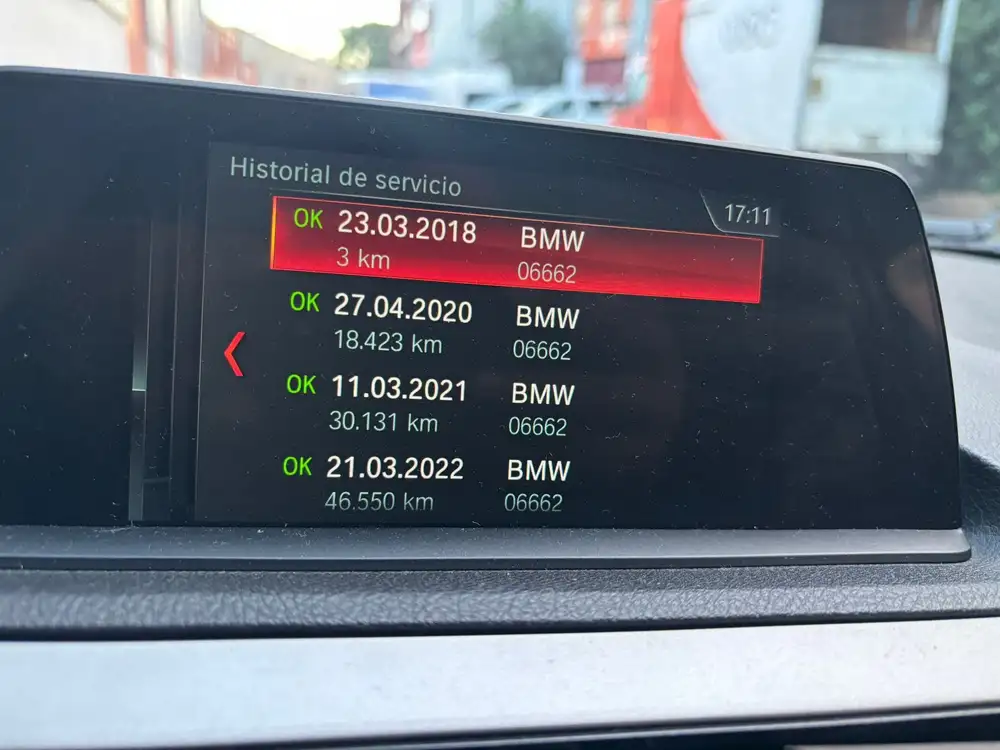 Historial de servicio
17:11
OK 23.03.2018 BMW
3 km 06662
OK 27.04.2020 BMW
18.423 km 06662
OK 11.03.2021 BMW
30.131 km 06662
OK 21.03.2022 BMW
46.550 km 06662